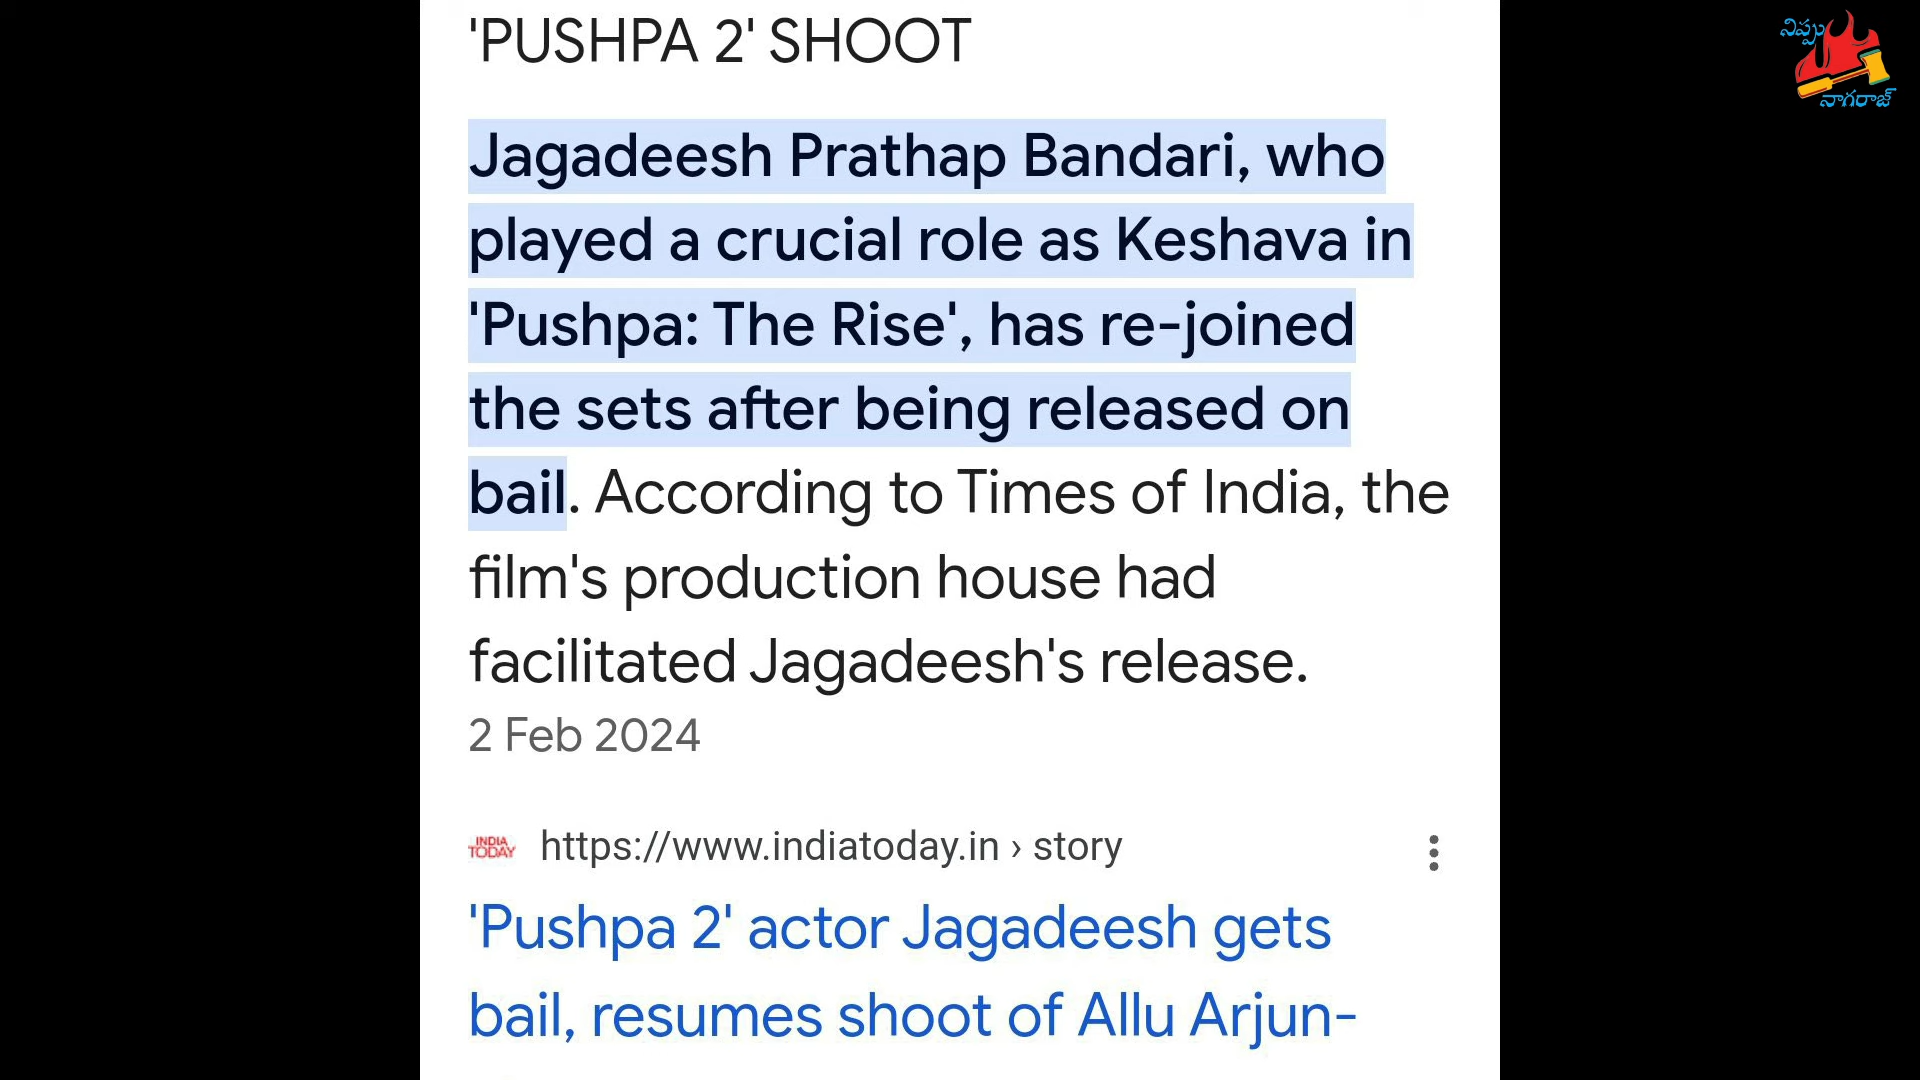 'PUSHPA 2' SHOOT
Jagadeesh Prathap Bandari, who
played a crucial role as Keshava in
'Pushpa: The Rise', has re-joined
the sets after being released on
bail. According to Times of India, the
film's production house had
facilitated Jagadeesh's release.
2 Feb 2024
INDIA
TODAY
https://www.indiatoday.in › story
'Pushpa 2' actor Jagadeesh gets
bail, resumes shoot of Allu Arjun-
నిప్పు
నాగరాజ్